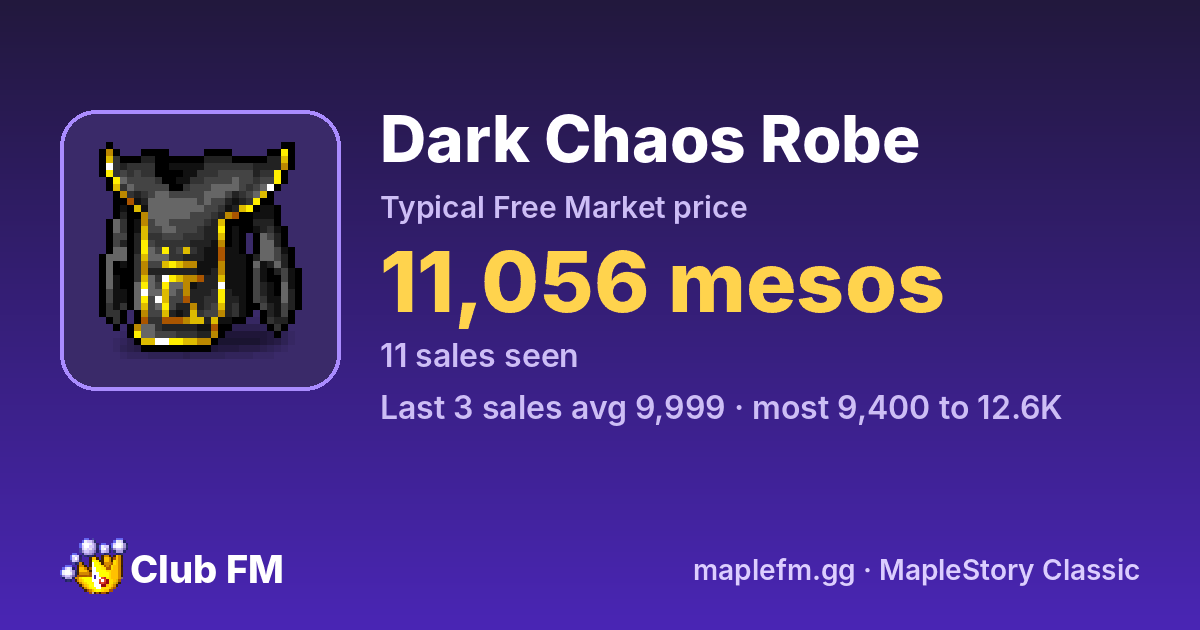 Dark Chaos Robe
Typical Free Market price
11,056 mesos
11 sales seen
Last 3 sales avg 9,999 · most 9,400 to 12.6K
Club FM
maplefm.gg · MapleStory Classic